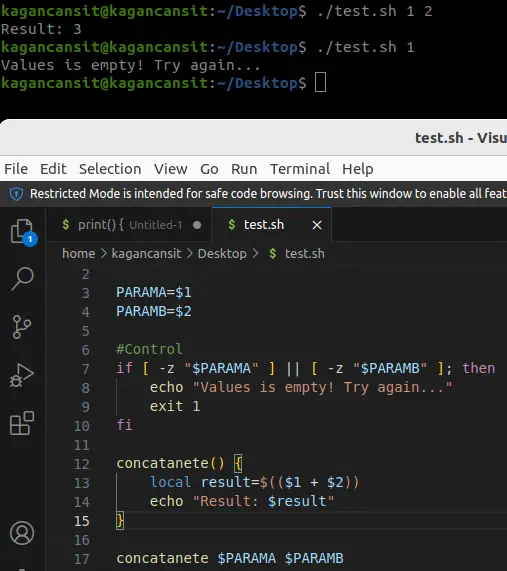 kagancansit@kagancansit:~/Desktop$ ./test.sh 1 2
Result: 3
kagancansit@kagancansit:~/Desktop$ ./test.sh 1
Values is empty! Try again...
kagancansit@kagancansit:~/Desktop$
test.sh - Visu
File Edit Selection View Go Run Terminal Help
Restricted Mode is intended for safe code browsing. Trust this window to enable all feat
$ print() { Untitled-1 ● $ test.sh ×
1
home > kagancansit > Desktop > $ test.sh
2
3 PARAMA=$1
4 PARAMB=$2
5
6 #Control
7 if [ -z "$PARAMA" ] || [ -z "$PARAMB" ]; then
8     echo "Values is empty! Try again..."
9     exit 1
10 fi
11
12 concatanete() {
13     local result=$(($1 + $2))
14     echo "Result: $result"
15 }
16
17 concatanete $PARAMA $PARAMB